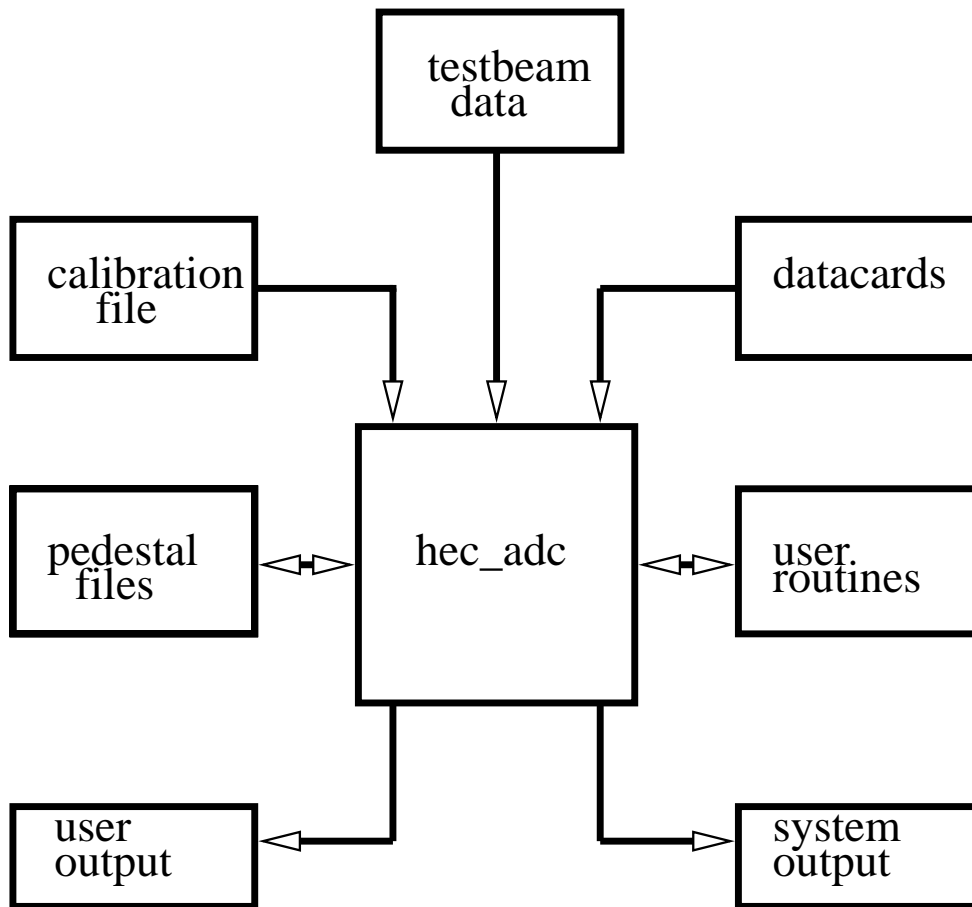 testbeam
data
calibration
file
datacards
pedestal
files
hec_adc
user
routines
user
output
system
output